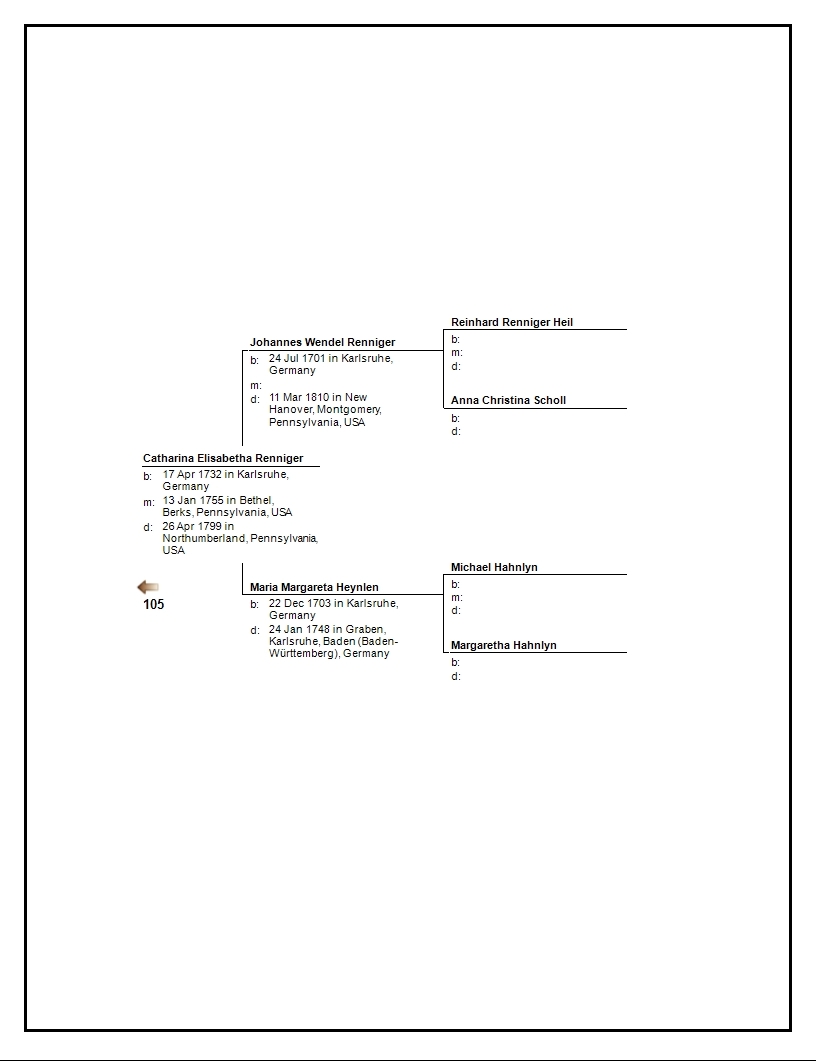 Reinhard Renniger Heil
b:
m:
d:
Johannes Wendel Renniger
b: 24 Jul 1701 in Karlsruhe,
Germany
m:
d: 11 Mar 1810 in New
Hanover, Montgomery,
Pennsylvania, USA
Anna Christina Scholl
b:
d:
Catharina Elisabetha Renniger
b: 17 Apr 1732 in Karlsruhe,
Germany
m: 13 Jan 1755 in Bethel,
Berks, Pennsylvania, USA
d: 26 Apr 1799 in
Northumberland, Pennsylvania,
USA
105
Michael Hahnlyn
b:
m:
d:
Maria Margareta Heynlen
b: 22 Dec 1703 in Karlsruhe,
Germany
d: 24 Jan 1748 in Graben,
Karlsruhe, Baden (Baden-
Württemberg), Germany
Margaretha Hahnlyn
b:
d: